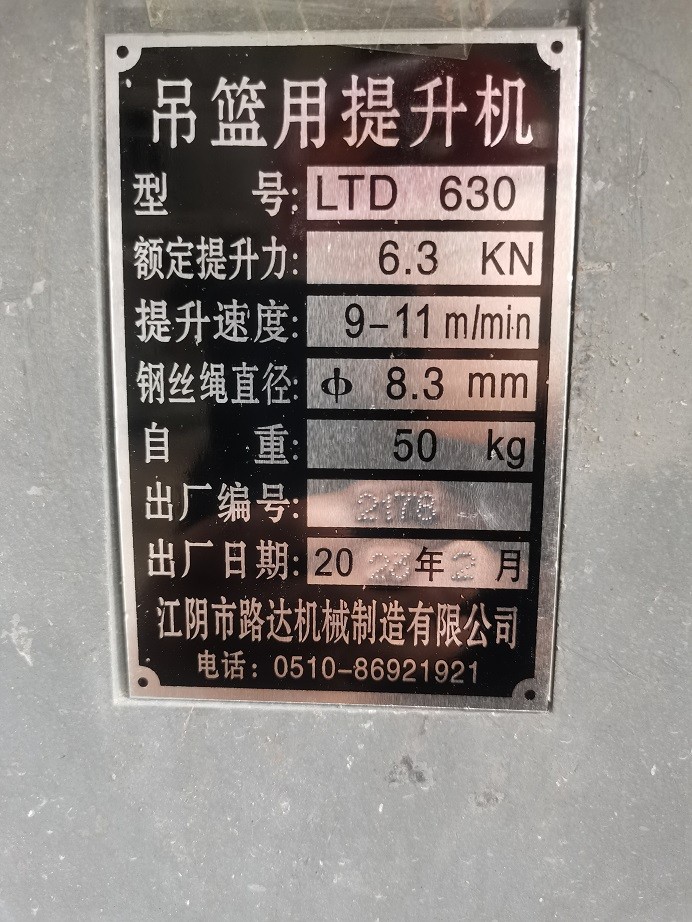 吊篮用提升机
型 号: LTD 630
额定提升力: 6.3 KN
提升速度: 9-11 m/min
钢丝绳直径: ф 8.3 mm
自 重: 50 kg
出厂编号: 2178
出厂日期: 20 20 年 2 月
江阴市路达机械制造有限公司
电话: 0510-86921921